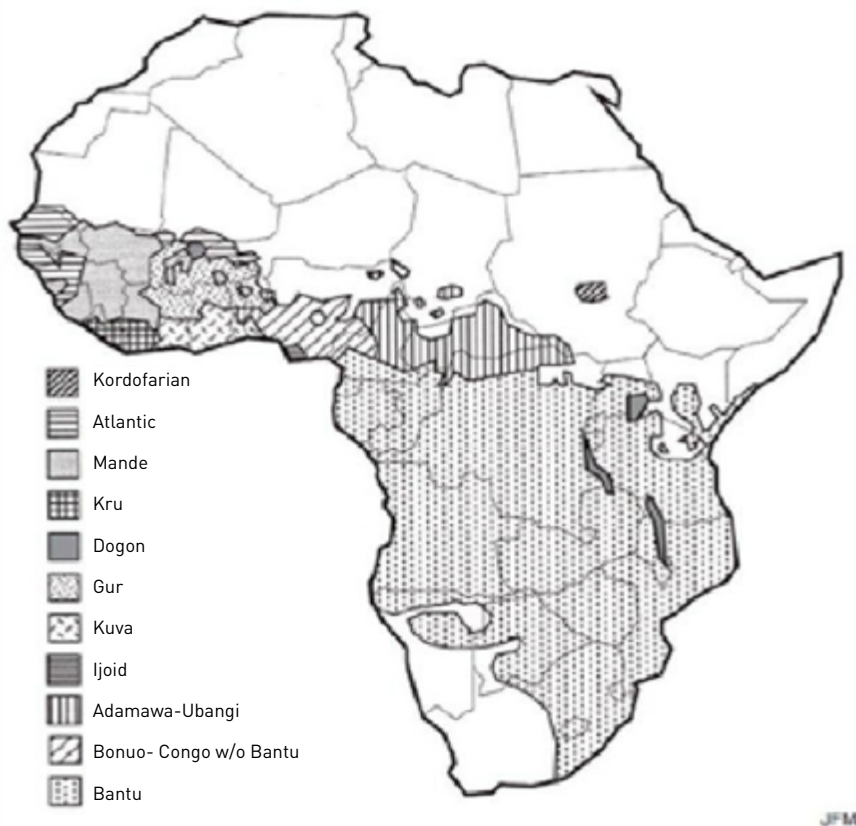 Kordofarian
Atlantic
Mande
Kru
Dogon
Gur
Kuva
Ijoid
Adamawa-Ubangi
Bonuo- Congo w/o Bantu
Bantu
JFM